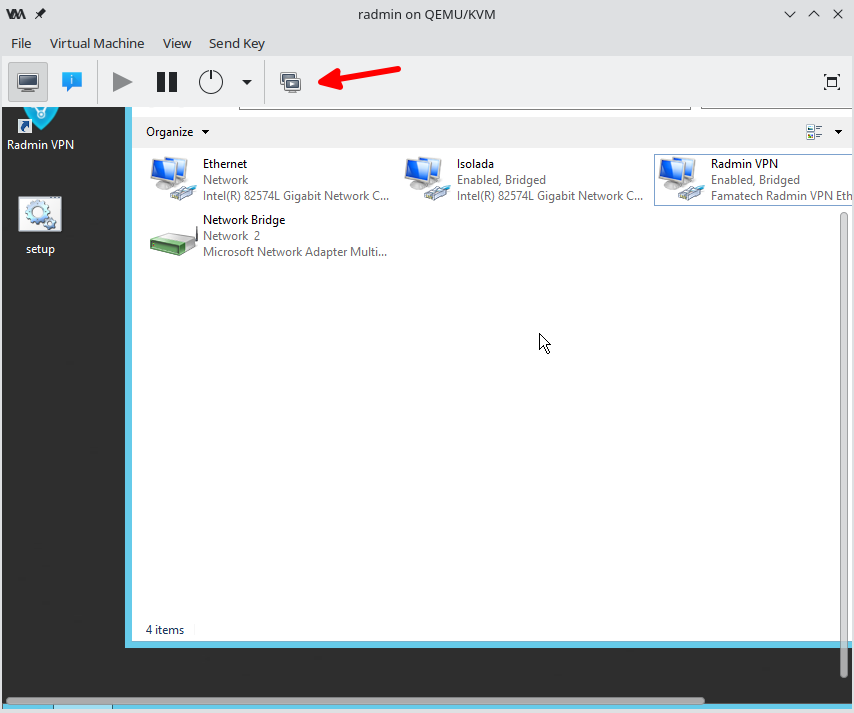 radmin on QEMU/KVM
File Virtual Machine View Send Key
Radmin VPN
setup
Organize
Ethernet
Network
Intel(R) 82574L Gigabit Network C...
Isolada
Enabled, Bridged
Intel(R) 82574L Gigabit Network C...
Radmin VPN
Enabled, Bridged
Famatech Radmin VPN Eth
Network Bridge
Network 2
Microsoft Network Adapter Multi...
4 items